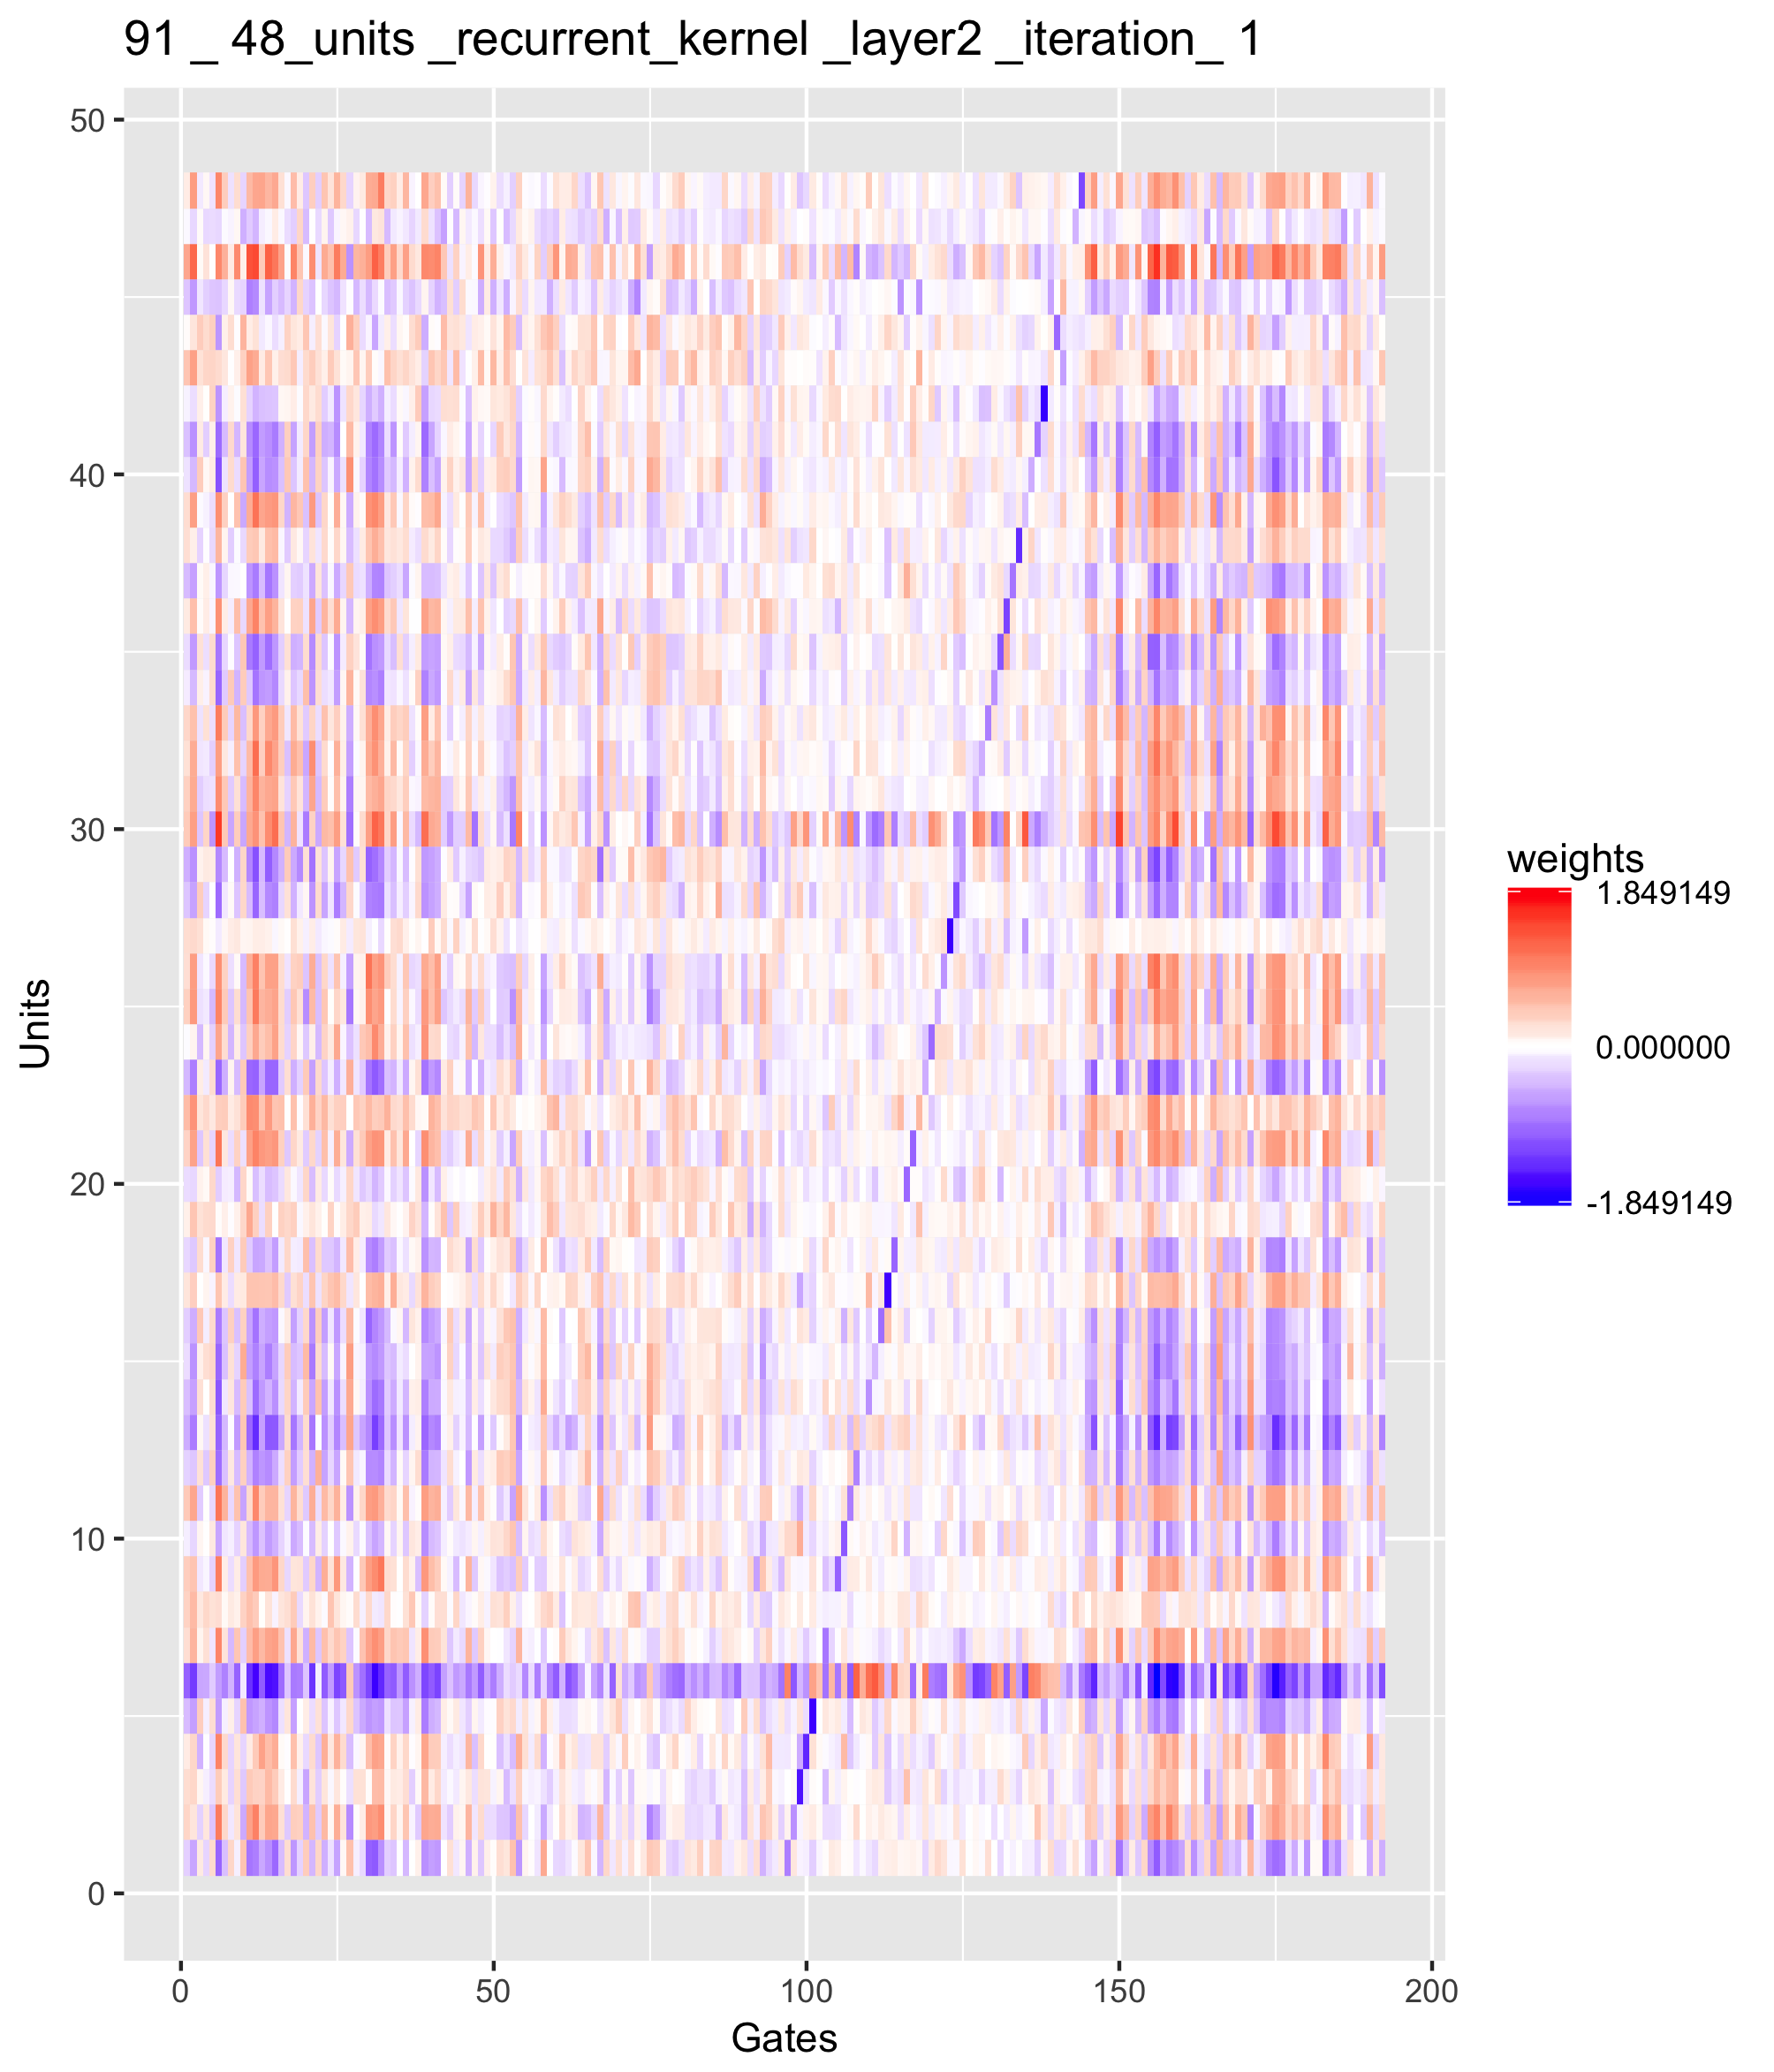 91 _ 48_units _recurrent_kernel _layer2 _iteration_ 1
50
40
30
20
10
0
Units
0 50 100 150 200
Gates
weights
1.849149
0.000000
-1.849149